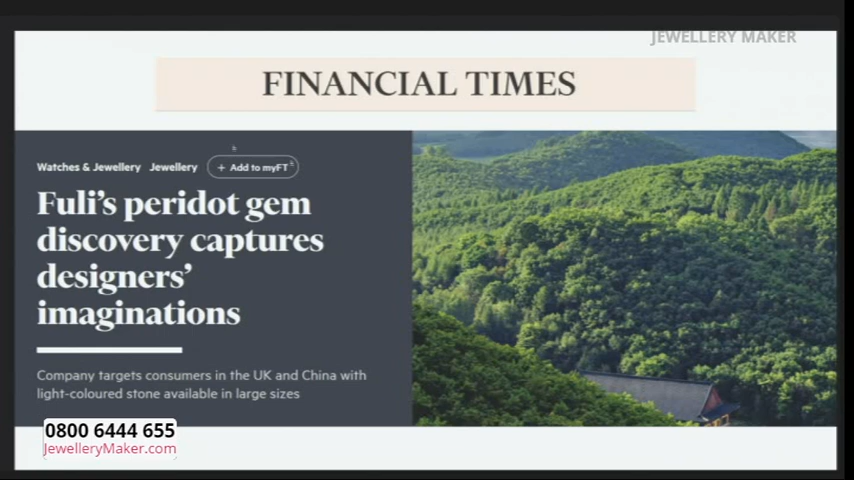 JEWELLERY MAKER
FINANCIAL TIMES
Watches & Jewellery Jewellery + Add to myFT
Fuli's peridot gem
discovery captures
designers'
imaginations
Company targets consumers in the UK and China with
light-coloured stone available in large sizes
0800 6444 655
JewelleryMaker.com